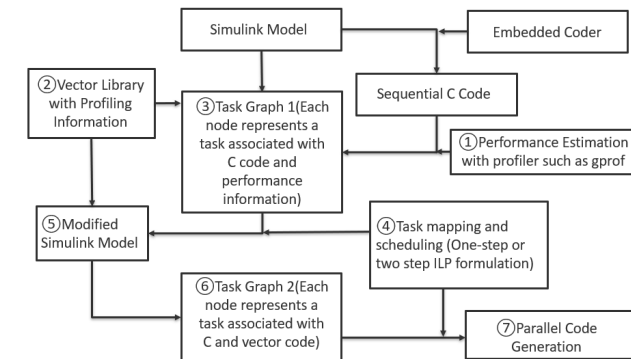 Simulink Model
Embedded Coder
②Vector Library
with Profiling
Information
③Task Graph 1(Each
node represents a
task associated with
C code and
performance
information)
Sequential C Code
①Performance Estimation
with profiler such as gprof
⑤Modified
Simulink Model
④Task mapping and
scheduling (One-step or
two step ILP formulation)
⑥Task Graph 2(Each
node represents a
task associated with
C and vector code)
⑦Parallel Code
Generation